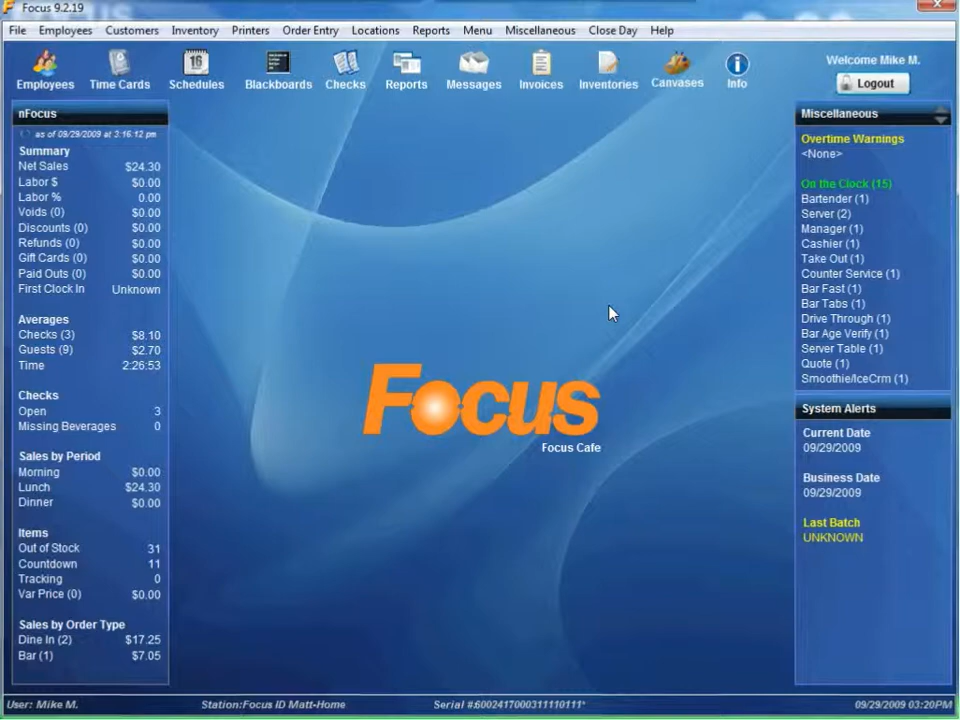 Focus 9.2.19
File Employees Customers Inventory Printers Order Entry Locations Reports Menu Miscellaneous Close Day Help
Welcome Mike M.
16
Employees Time Cards Schedules Blackboards Checks Reports Messages Invoices Inventories Canvases Info Logout
nFocus
as of 09/29/2009 at 3:16:12 pm
Summary
Net Sales $24.30
Labor $ $0.00
Labor % 0.00
Voids (0) $0.00
Discounts (0) $0.00
Refunds (0) $0.00
Gift Cards (0) $0.00
Paid Outs (0) $0.00
First Clock In Unknown
Averages
Checks (3) $8.10
Guests (9) $2.70
Time 2:26:53
Checks
Open 3
Missing Beverages 0
Sales by Period
Morning $0.00
Lunch $24.30
Dinner $0.00
Items
Out of Stock 31
Countdown 11
Tracking 0
Var Price (0) $0.00
Sales by Order Type
Dine In (2) $17.25
Bar (1) $7.05
Focus
Focus Cafe
Miscellaneous
Overtime Warnings
<None>
On the Clock (15)
Bartender (1)
Server (2)
Manager (1)
Cashier (1)
Take Out (1)
Counter Service (1)
Bar Fast (1)
Bar Tabs (1)
Drive Through (1)
Bar Age Verify (1)
Server Table (1)
Quote (1)
Smoothie/IceCrm (1)
System Alerts
Current Date
09/29/2009
Business Date
09/29/2009
Last Batch
UNKNOWN
User: Mike M. Station:Focus ID Matt-Home Serial #:6002417000311110111* 09/29/2009 03:20PM